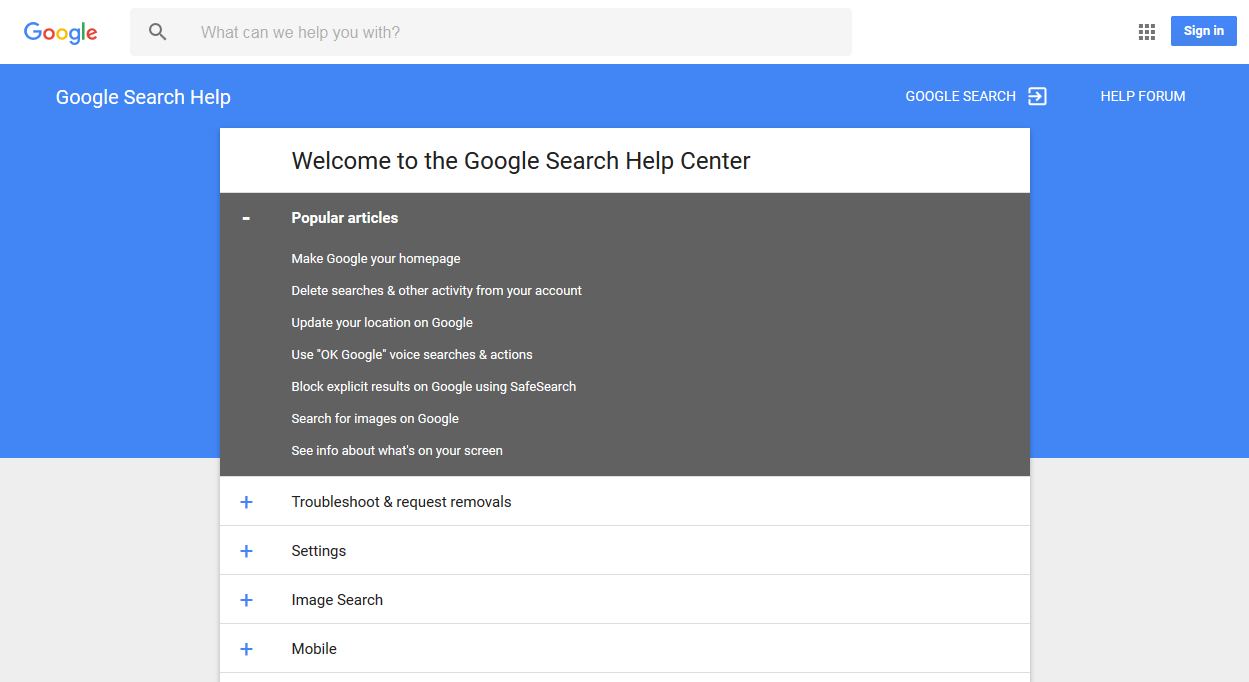 Google
What can we help you with?
Sign in
Google Search Help
GOOGLE SEARCH
HELP FORUM
Welcome to the Google Search Help Center
- Popular articles
Make Google your homepage
Delete searches & other activity from your account
Update your location on Google
Use "OK Google" voice searches & actions
Block explicit results on Google using SafeSearch
Search for images on Google
See info about what's on your screen
+ Troubleshoot & request removals
+ Settings
+ Image Search
+ Mobile